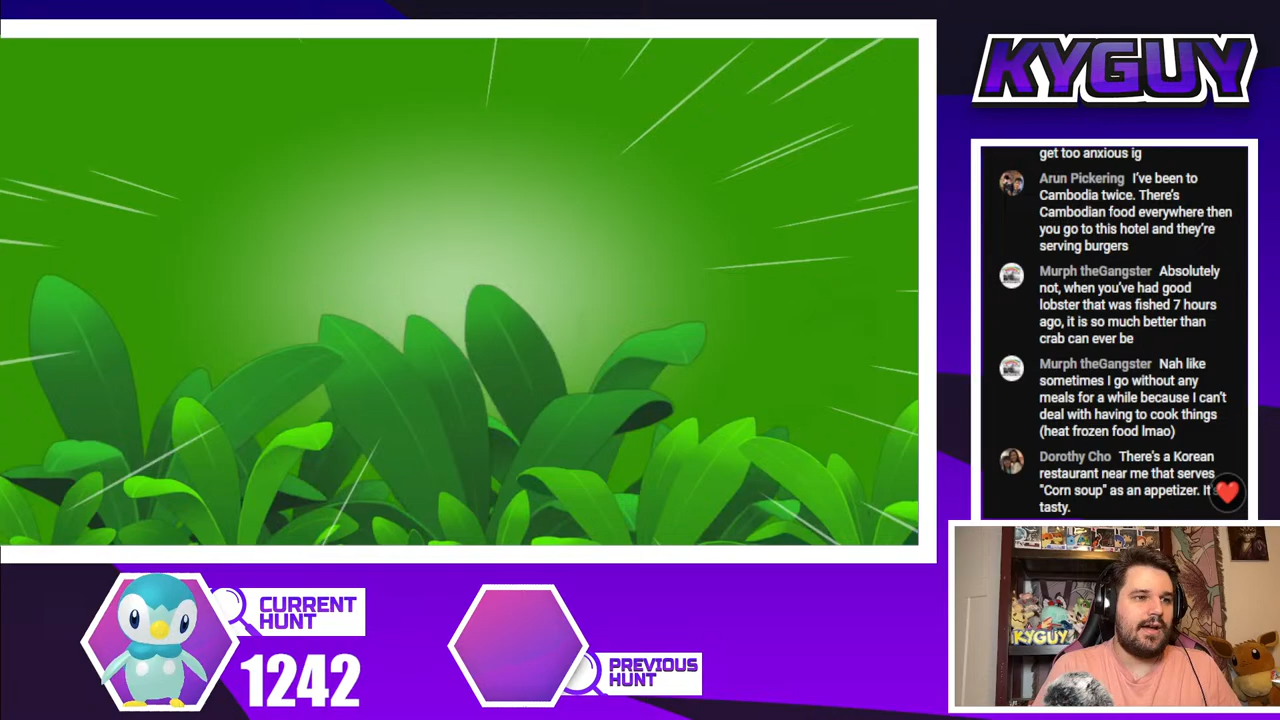 KYGUY
get too anxious ig
Arun Pickering I've been to
Cambodia twice. There's
Cambodian food everywhere then
you go to this hotel and they're
serving burgers
Murph theGangster Absolutely
not, when you've had good
lobster that was fished 7 hours
ago, it is so much better than
crab can ever be
Murph theGangster Nah like
sometimes I go without any
meals for a while because I can't
deal with having to cook things
(heat frozen food lmao)
Dorothy Cho There's a Korean
restaurant near me that serves
"Corn soup" as an appetizer. It's
tasty.
KYGUY
CURRENT
HUNT
1242
PREVIOUS
HUNT